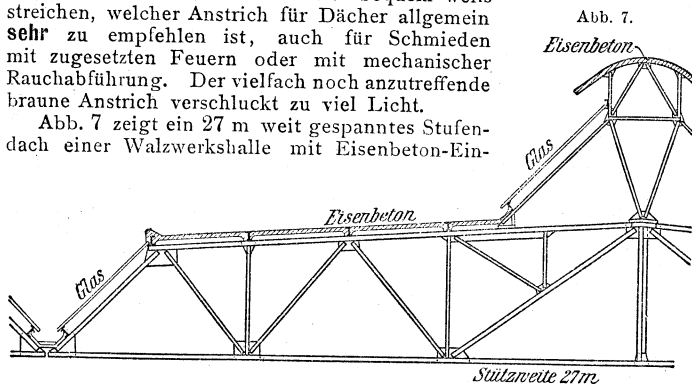 streichen, welcher Anstrich für Dächer allgemein
sehr zu empfehlen ist, auch für Schmieden
mit zugesetzten Feuern oder mit mechanischer
Rauchabführung. Der vielfach noch anzutreffende
braune Anstrich verschluckt zu viel Licht.
Abb. 7 zeigt ein 27 m weit gespanntes Stufen-
dach einer Walzwerkshalle mit Eisenbeton-Ein-
Abb. 7.
Eisenbeton
Glas
Eisenbeton
Glas
Stützweite 27m